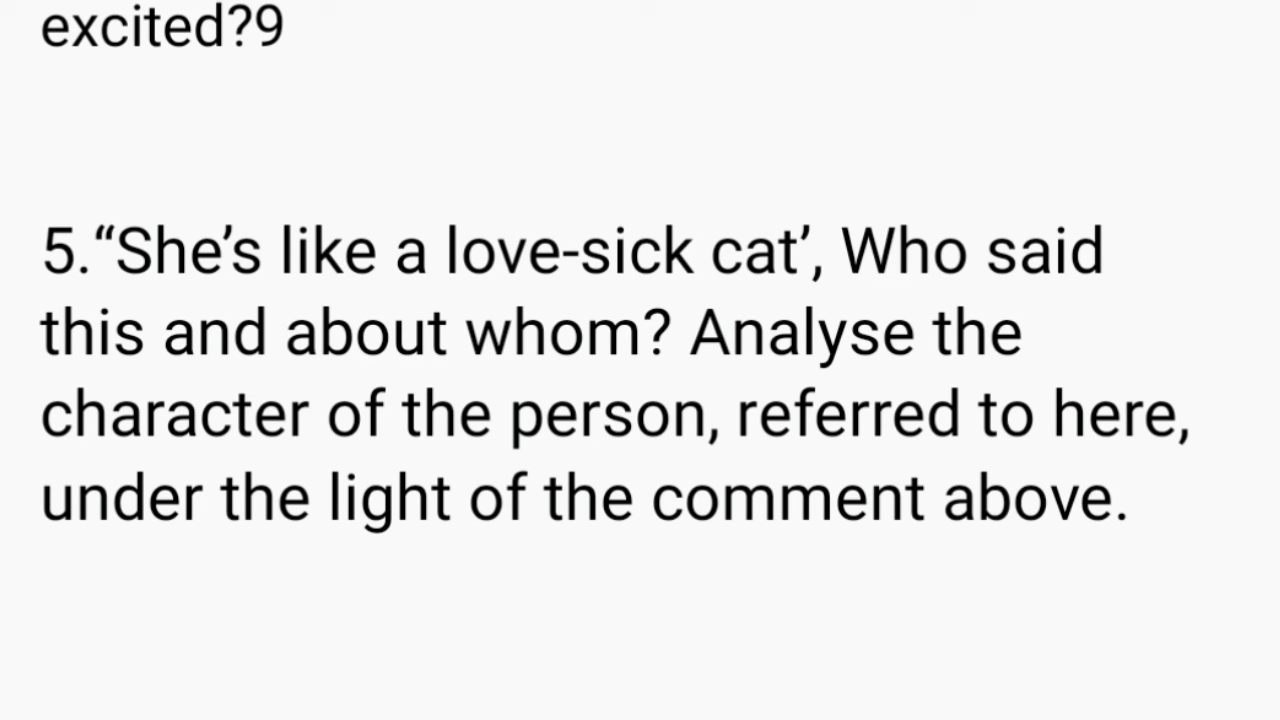 excited?9
5.“She’s like a love-sick cat’, Who said
this and about whom? Analyse the
character of the person, referred to here,
under the light of the comment above.